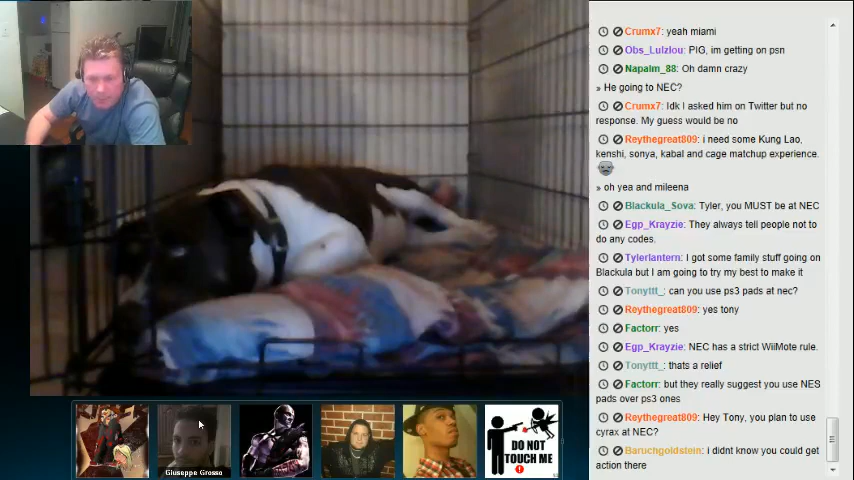 Crumx7: yeah miami
Obs_Lulzlou: PIG, im getting on psn
Napalm_88: Oh damn crazy
» He going to NEC?
Crumx7: Idk I asked him on Twitter but no
response. My guess would be no
Reythegreat809: i need some Kung Lao,
kenshi, sonya, kabal and cage matchup experience.
» oh yea and mileena
Blackula_Sova: Tyler, you MUST be at NEC
Egp_Krayzie: They always tell people not to
do any codes.
Tylerlantern: I got some family stuff going on
Blackula but I am going to try my best to make it
Tonyttt_: can you use ps3 pads at nec?
Reythegreat809: yes tony
Factorr: yes
Egp_Krayzie: NEC has a strict WiiMote rule.
Tonyttt_: thats a relief
Factorr: but they really suggest you use NES
pads over ps3 ones
Reythegreat809: Hey Tony, you plan to use
cyrax at NEC?
Baruchgoldstein: i didnt know you could get
action there
Giuseppe Grosso
DO NOT
TOUCH ME
!